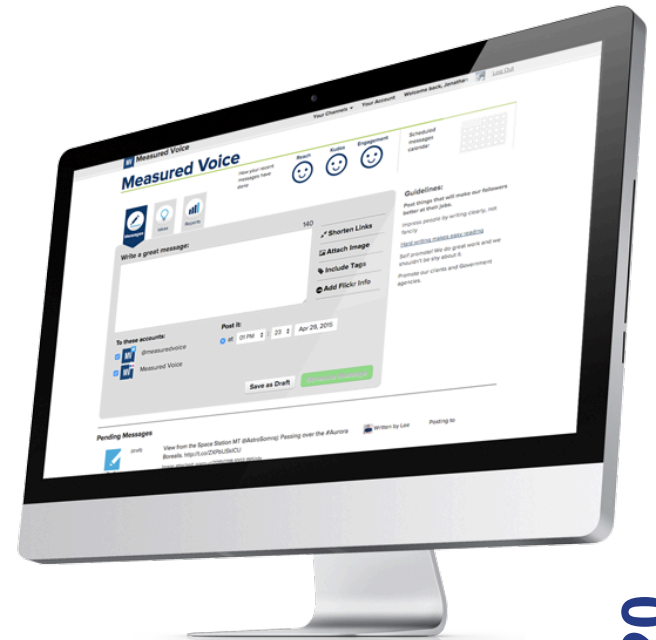 Your Channels
Your Account
Welcome back, Jonathan
Log Out
MV Measured Voice
Measured Voice
How your recent
messages have
done
Reach
Kudos
Engagement
Scheduled
messages
calendar
Messages
Ideas
Reports
Write a great message:
140
Shorten Links
Attach Image
Include Tags
Add Flickr Info
Guidelines:
Post things that will make our followers
better at their jobs.
Impress people by writing clearly, not
fancily.
Hard writing makes easy reading
Self promote! We do great work and we
shouldn't be shy about it.
Promote our clients and Government
agencies.
To these accounts:
MV @measuredvoice
MV Measured Voice
Post it:
at 01 PM : 23 Apr 29, 2015
Save as Draft
Pending Messages
View from the Space Station MT @AstroSamraj: Passing over the #Aurora
Borealis.
Written by Lee
Posting to